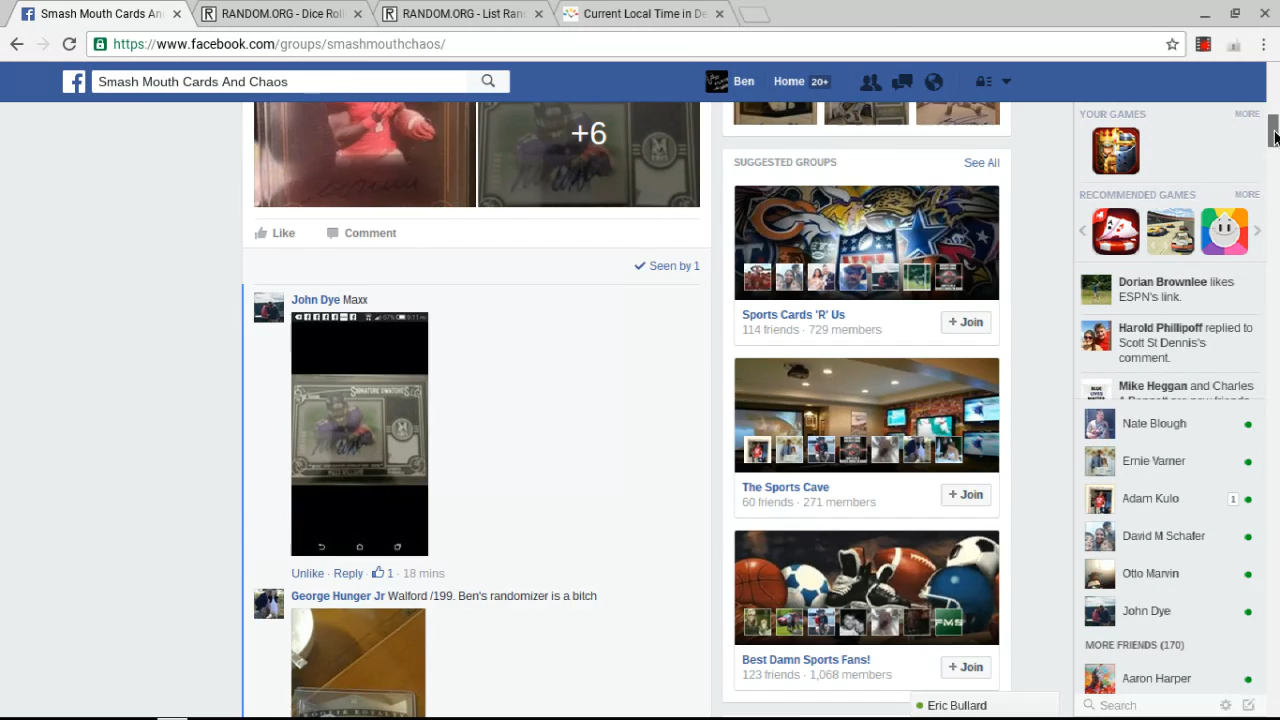 Smash Mouth Cards An
RANDOM.ORG - Dice Roll
RANDOM.ORG - List Ran
Current Local Time in De
https://www.facebook.com/groups/smashmouthchaos/
Smash Mouth Cards And Chaos
Ben
Home 20+
+6
Like
Comment
Seen by 1
John Dye Maxx
9:11
SIGNATURE SWATCHES
Unlike · Reply · 1 · 18 mins
George Hunger Jr Walford /199. Ben's randomizer is a bitch
SUGGESTED GROUPS
See All
Sports Cards 'R' Us
114 friends · 729 members
+ Join
The Sports Cave
60 friends · 271 members
+ Join
FMS
Best Damn Sports Fans!
123 friends · 1,068 members
+ Join
YOUR GAMES
MORE
RECOMMENDED GAMES
MORE
Dorian Brownlee likes
ESPN's link.
Harold Phillipoff replied to
Scott St Dennis's
comment.
Mike Heggan and Charles
Nate Blough
Ernie Varner
Adam Kulo
1
David M Schafer
Otto Marvin
John Dye
MORE FRIENDS (170)
Aaron Harper
Eric Bullard
Search